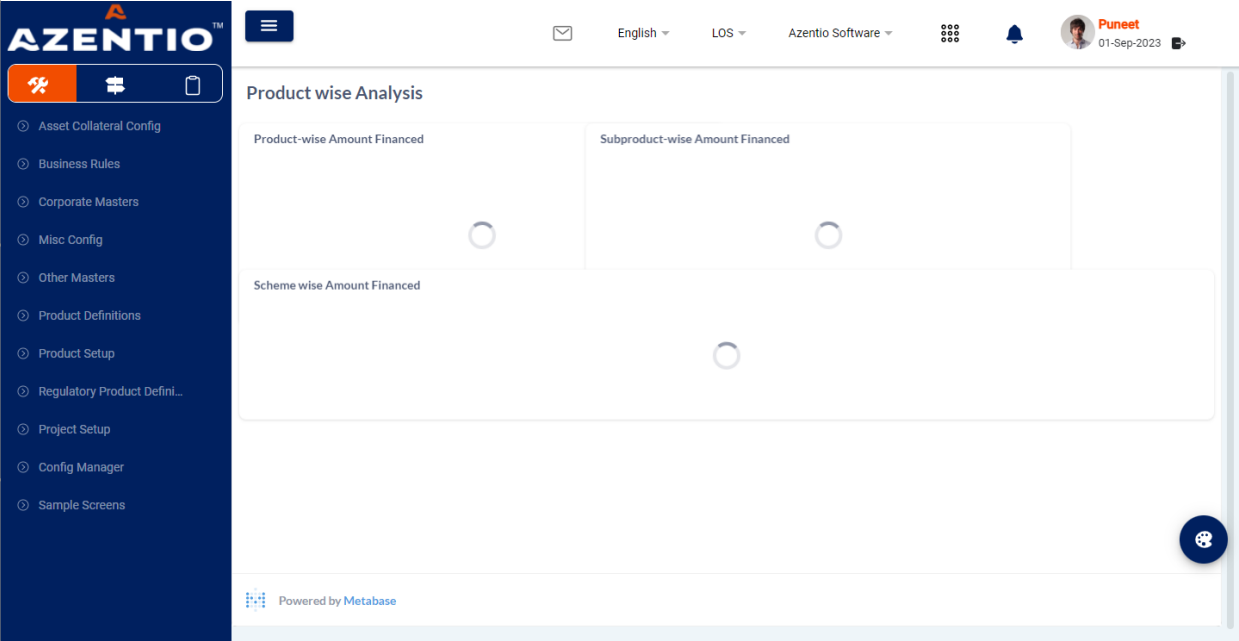 AZENTIO™
English
LOS
Azentio Software
Puneet
01-Sep-2023
Asset Collateral Config
Business Rules
Corporate Masters
Misc Config
Other Masters
Product Definitions
Product Setup
Regulatory Product Defini...
Project Setup
Config Manager
Sample Screens
Product wise Analysis
Product-wise Amount Financed
Subproduct-wise Amount Financed
Scheme wise Amount Financed
Powered by Metabase